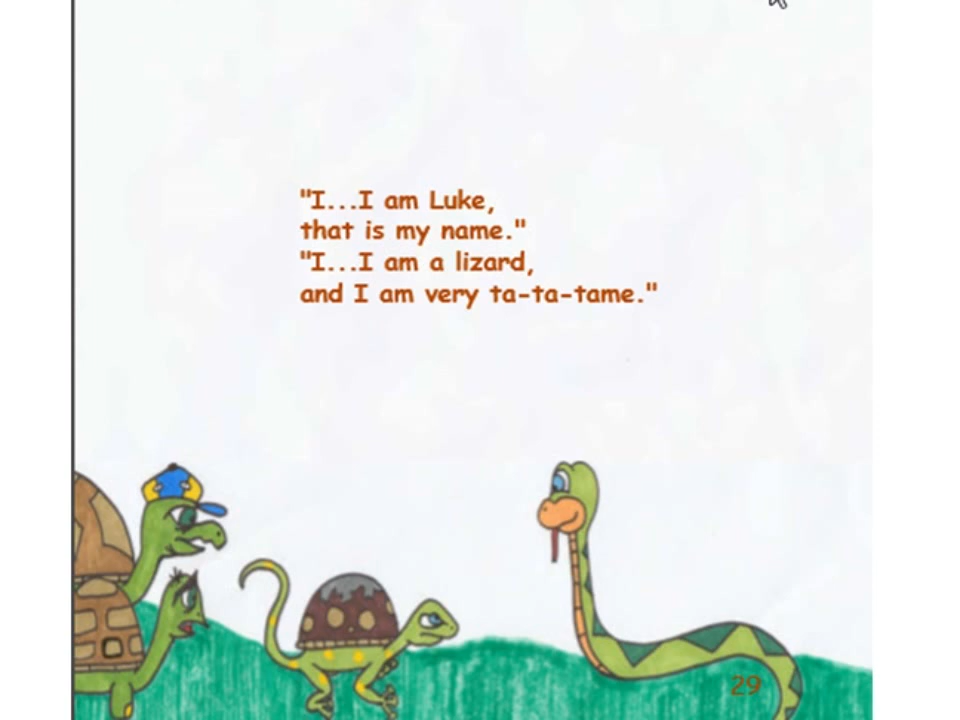 "I...I am Luke,
that is my name."
"I...I am a lizard,
and I am very ta-ta-tame."
29